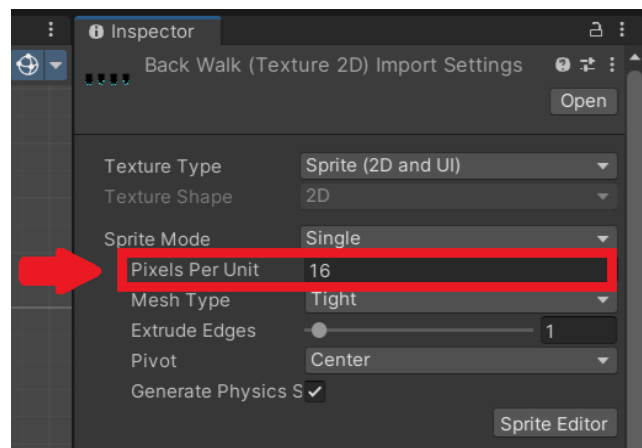 Inspector
Back Walk (Texture 2D) Import Settings
Open
Texture Type Sprite (2D and UI)
Texture Shape 2D
Sprite Mode Single
Pixels Per Unit 16
Mesh Type Tight
Extrude Edges 1
Pivot Center
Generate Physics S
Sprite Editor